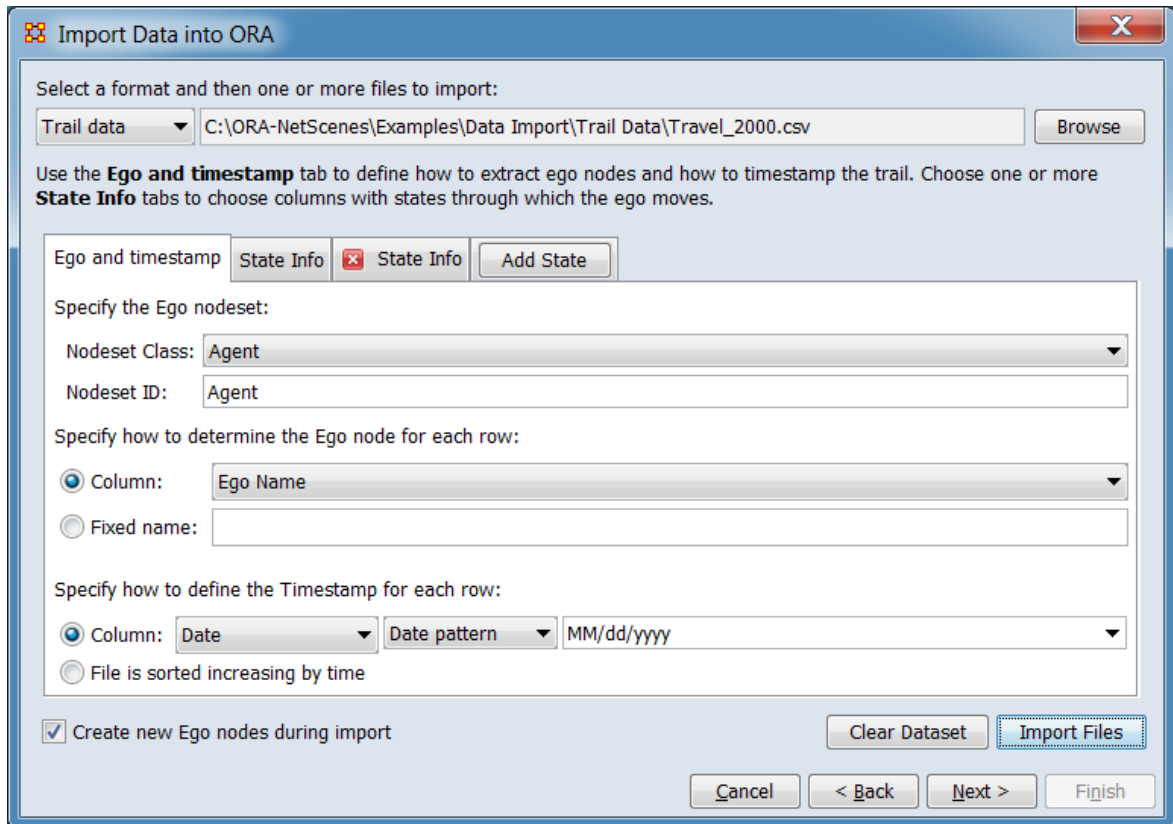 Import Data into ORA
X
Select a format and then one or more files to import:
Trail data C:\ORA-NetScenes\Examples\Data Import\Trail Data\Travel_2000.csv Browse
Use the Ego and timestamp tab to define how to extract ego nodes and how to timestamp the trail. Choose one or more
State Info tabs to choose columns with states through which the ego moves.
Ego and timestamp State Info State Info Add State
Specify the Ego nodeset:
Nodeset Class: Agent
Nodeset ID: Agent
Specify how to determine the Ego node for each row:
Column: Ego Name
Fixed name:
Specify how to define the Timestamp for each row:
Column: Date Date pattern MM/dd/yyyy
File is sorted increasing by time
Create new Ego nodes during import Clear Dataset Import Files
Cancel < Back Next > Finish